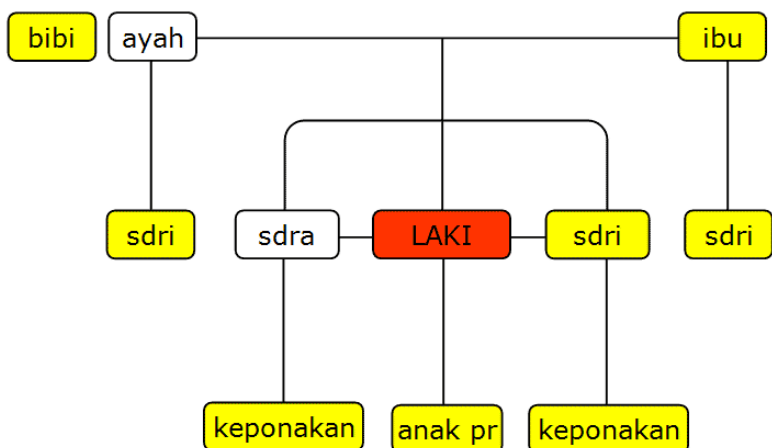 bibi ayah ibu
sdri sdra LAKI sdri sdri
keponakan anak pr keponakan